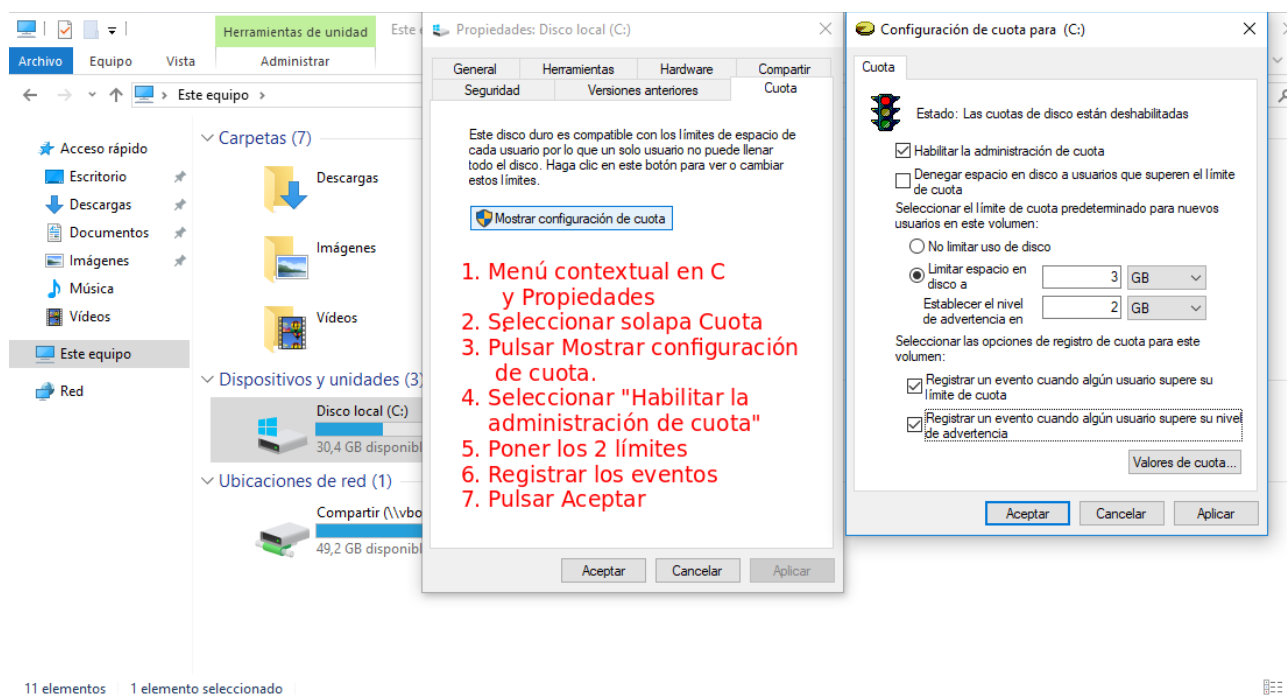 Herramientas de unidad
Este e
Archivo
Equipo
Vista
Administrar
Este equipo
Acceso rápido
Escritorio
Descargas
Documentos
Imágenes
Música
Vídeos
Este equipo
Red
Carpetas (7)
Descargas
Imágenes
Vídeos
Dispositivos y unidades (3)
Disco local (C:)
30,4 GB disponibl
Ubicaciones de red (1)
Compartir (\\vbo
49,2 GB disponibl
11 elementos
1 elemento seleccionado
Propiedades: Disco local (C:)
General
Herramientas
Hardware
Compartir
Seguridad
Versiones anteriores
Cuota
Este disco duro es compatible con los límites de espacio de
cada usuario por lo que un solo usuario no puede llenar
todo el disco. Haga clic en este botón para ver o cambiar
estos límites.
Mostrar configuración de cuota
1. Menú contextual en C
y Propiedades
2. Seleccionar solapa Cuota
3. Pulsar Mostrar configuración
de cuota.
4. Seleccionar "Habilitar la
administración de cuota"
5. Poner los 2 límites
6. Registrar los eventos
7. Pulsar Aceptar
Aceptar
Cancelar
Aplicar
Configuración de cuota para (C:)
Cuota
Estado: Las cuotas de disco están deshabilitadas
Habilitar la administración de cuota
Denegar espacio en disco a usuarios que superen el límite
de cuota
Seleccionar el límite de cuota predeterminado para nuevos
usuarios en este volumen:
No limitar uso de disco
Limitar espacio en
disco a
3 GB
Establecer el nivel
de advertencia en
2 GB
Seleccionar las opciones de registro de cuota para este
volumen:
Registrar un evento cuando algún usuario supere su
límite de cuota
Registrar un evento cuando algún usuario supere su nivel
de advertencia
Valores de cuota...
Aceptar
Cancelar
Aplicar